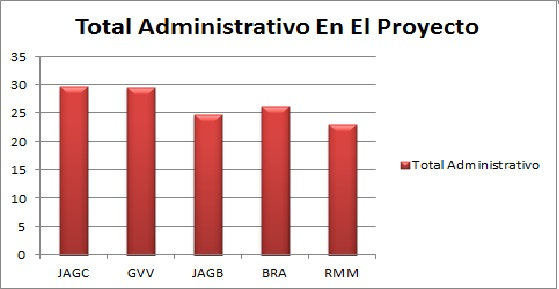 Total Administrativo En El Proyecto
35
30
25
20
15
10
5
0
JAGC GVV JAGB BRA RMM
Total Administrativo